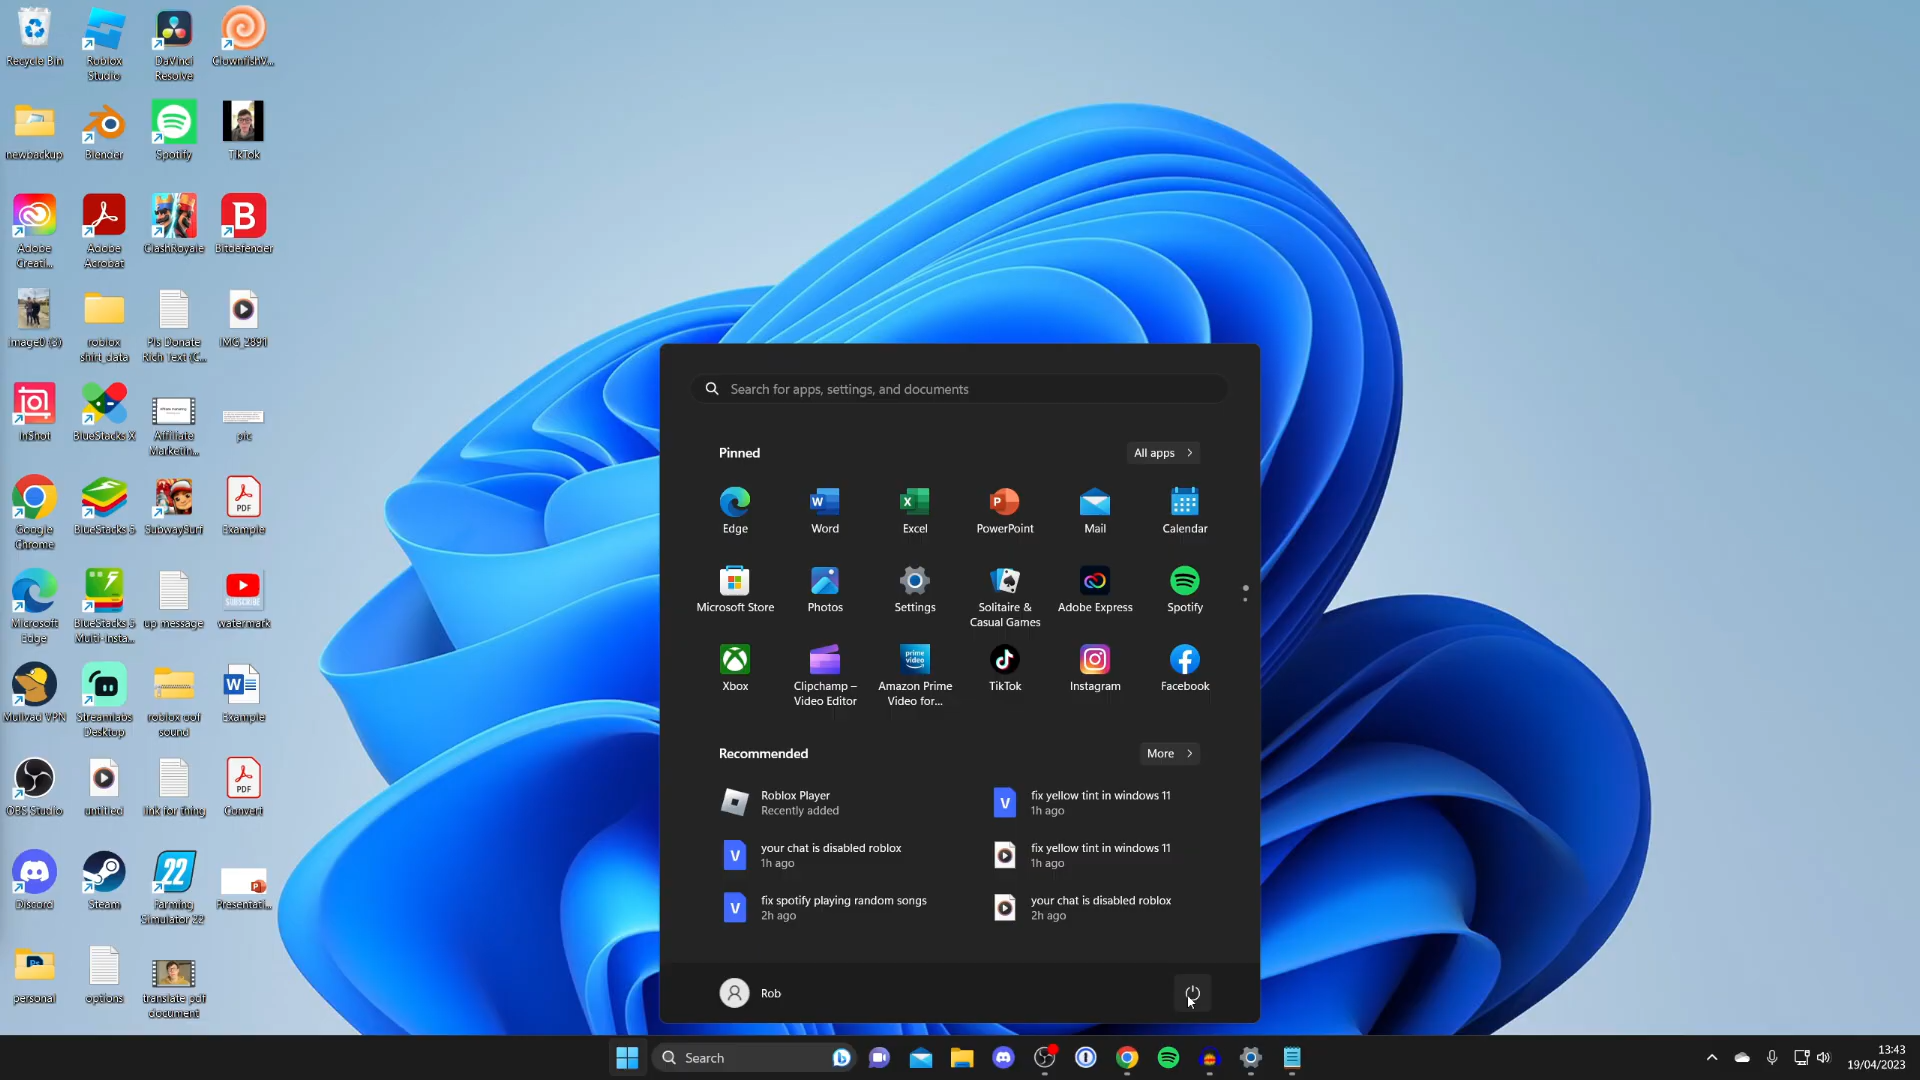 Recycle Bin
Roblox
Studio
DaVinci
Resolve
ClownfishV...
newbackup
Blender
Spotify
TikTok
Adobe
Creati...
Adobe
Acrobat
ClashRoyale
Bitdefender
image0 (3)
roblox
shirt_data
Pls Donate
Rich Text (C...
IMG_2891
InShot
BlueStacks X
Affiliate
Marketin...
pic
Google
Chrome
BlueStacks 5
SubwaySurf
Example
Microsoft
Edge
BlueStacks 5
Multi-Insta...
up message
watermark
Mullvad VPN
Streamlabs
Desktop
roblox oof
sound
Example
OBS Studio
untitled
link for thing
Convert
Discord
Steam
Farming
Simulator 22
Presentati...
personal
options
translate pdf
document
Search for apps, settings, and documents
Pinned
All apps
Edge
Word
Excel
PowerPoint
Mail
Calendar
Microsoft Store
Photos
Settings
Solitaire &
Casual Games
Adobe Express
Spotify
Xbox
Clipchamp –
Video Editor
Amazon Prime
Video for...
TikTok
Instagram
Facebook
Recommended
More
Roblox Player
Recently added
fix yellow tint in windows 11
1h ago
your chat is disabled roblox
1h ago
fix yellow tint in windows 11
1h ago
fix spotify playing random songs
2h ago
your chat is disabled roblox
2h ago
Rob
Search
13:43
19/04/2023